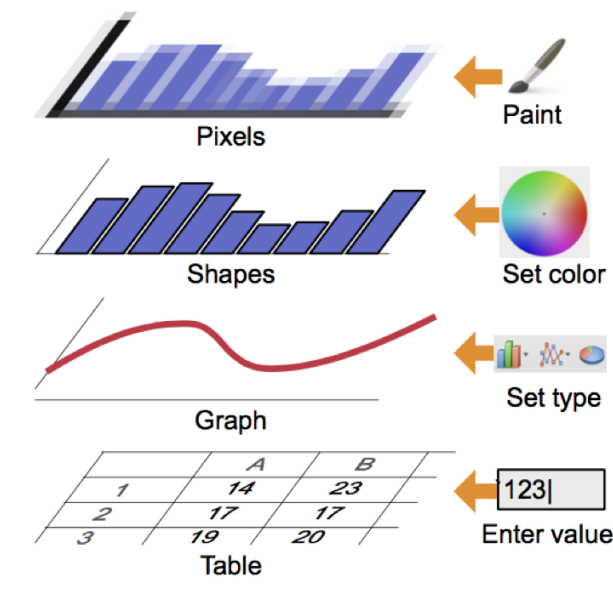 Pixels
Paint
Shapes
Set color
Graph
Set type
A B
1 14 23
2 17 17
3 19 20
Table
123|
Enter value